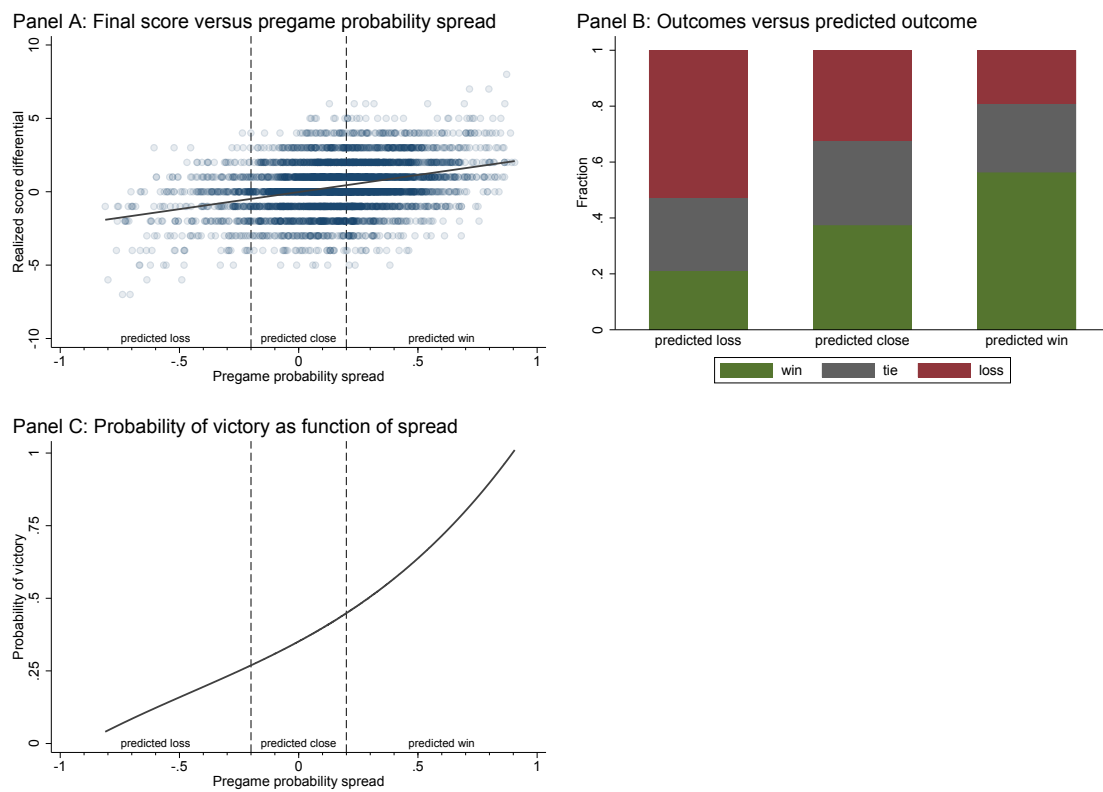 Panel A: Final score versus pregame probability spread
10
5
0
-5
-10
Realized score differential
predicted loss
predicted close
predicted win
-1
-.5
0
.5
1
Pregame probability spread
Panel B: Outcomes versus predicted outcome
1
.8
.6
.4
.2
0
Fraction
predicted loss
predicted close
predicted win
win
tie
loss
Panel C: Probability of victory as function of spread
1
.75
.5
.25
0
Probability of victory
predicted loss
predicted close
predicted win
-1
-.5
0
.5
1
Pregame probability spread